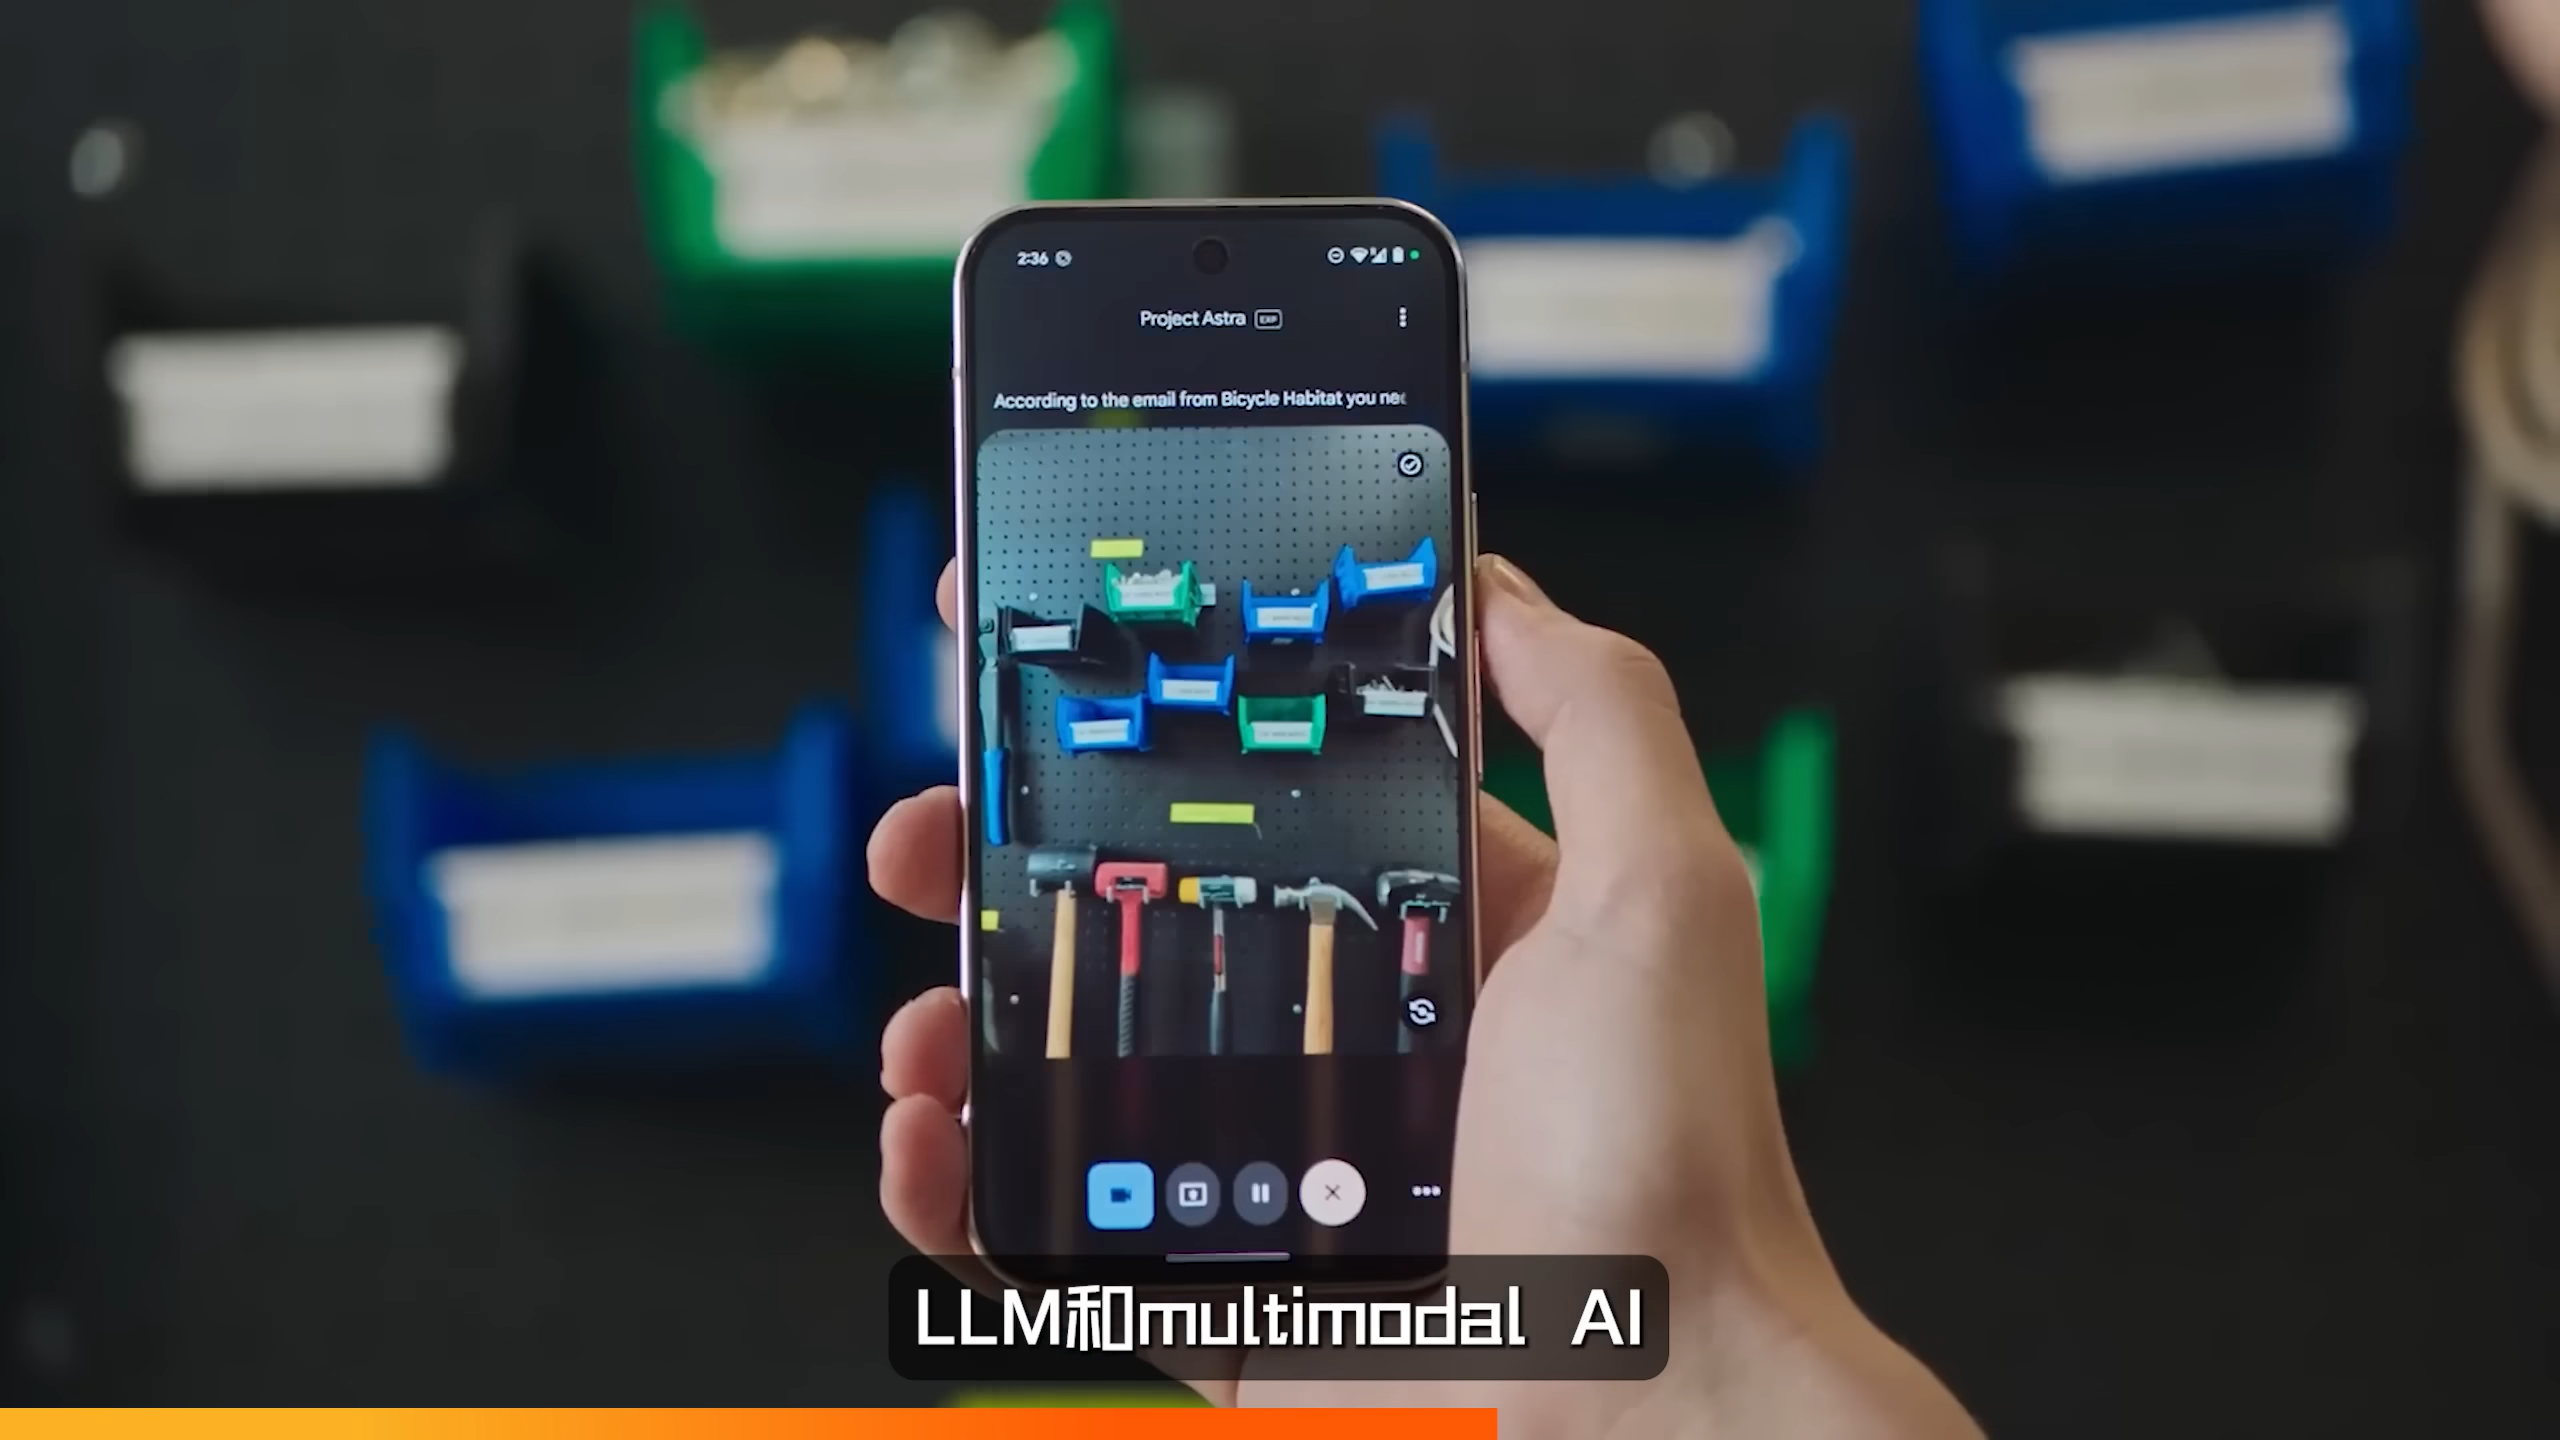 2:36
Project Astra EXP
According to the email from Bicycle Habitat you nee
LLM和multimodal AI